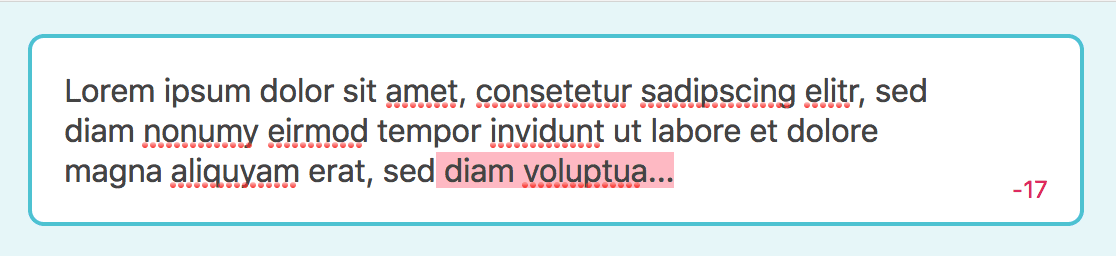 Lorem ipsum dolor sit amet, consetetur sadipscing elitr, sed
diam nonumy eirmod tempor invidunt ut labore et dolore
magna aliquyam erat, sed diam voluptua...
-17